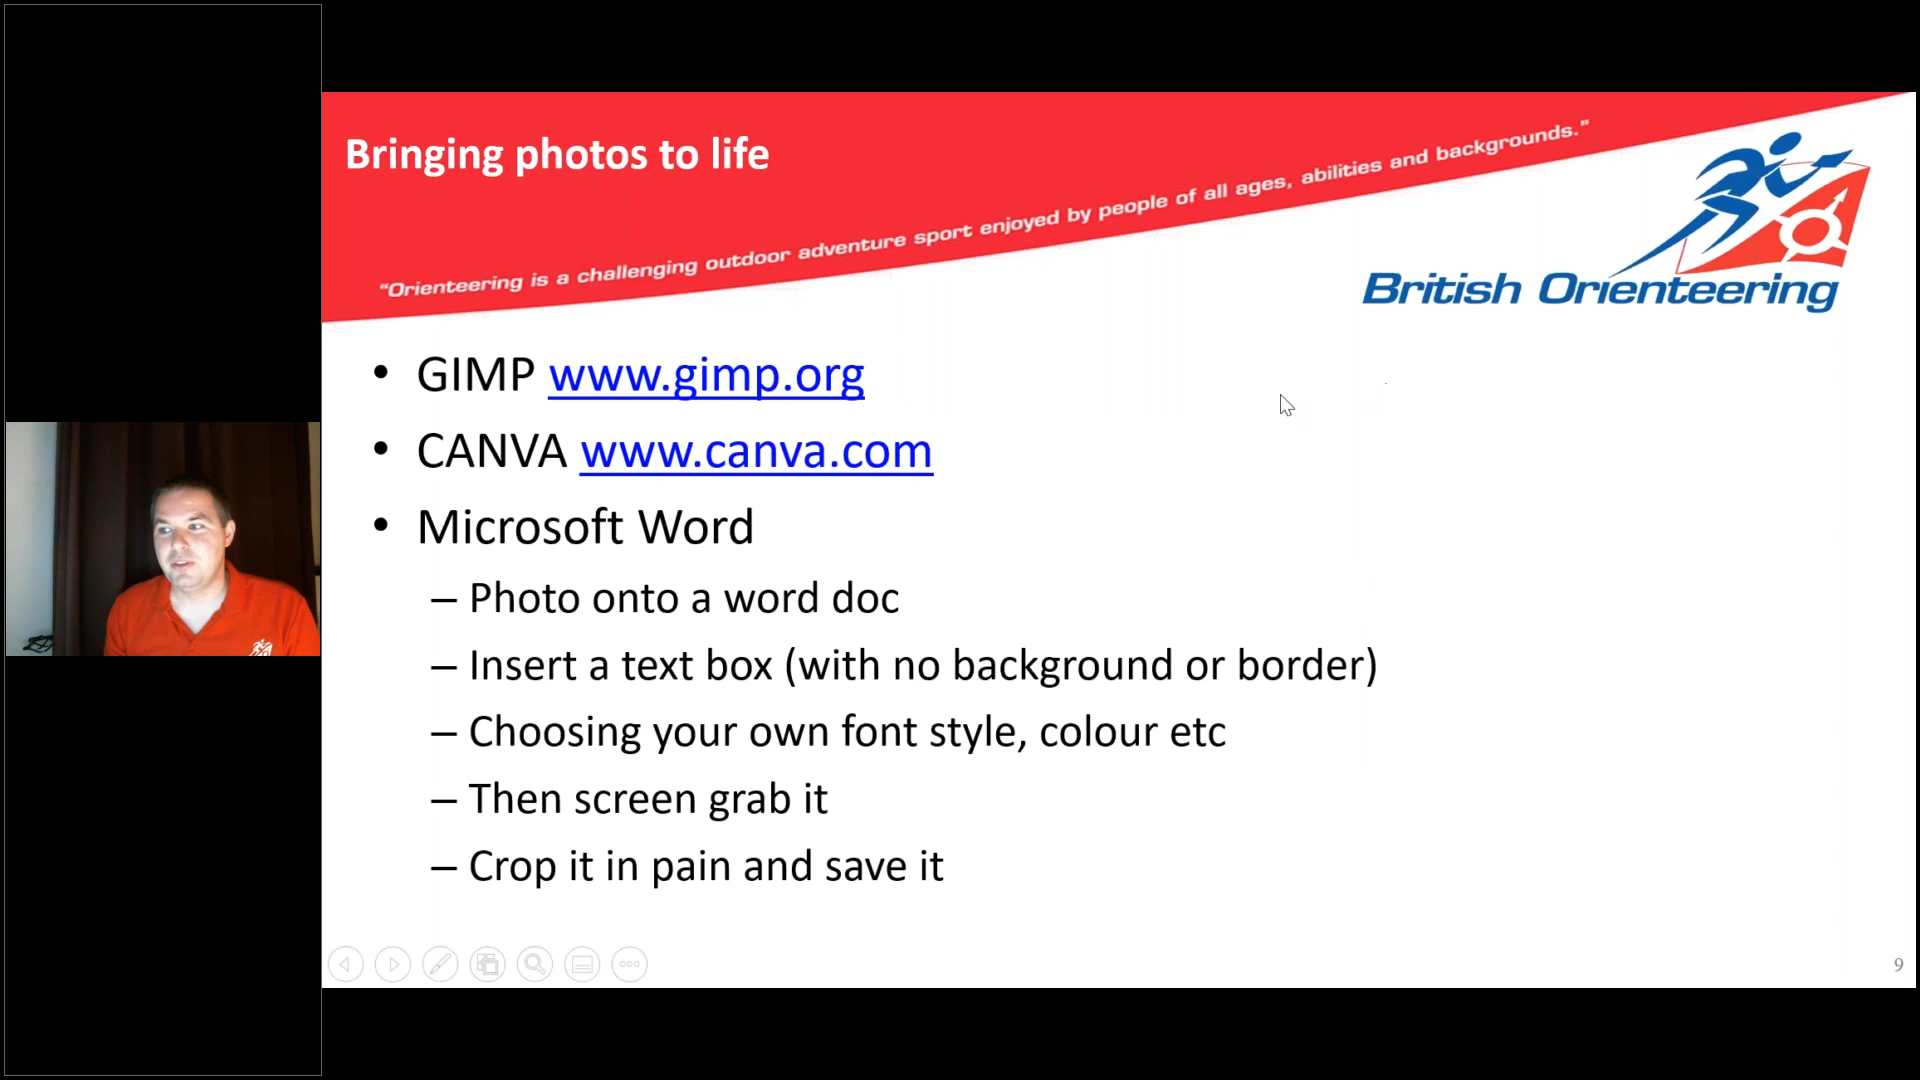 Bringing photos to life
“Orienteering is a challenging outdoor adventure sport enjoyed by people of all ages, abilities and backgrounds.”
British Orienteering
• GIMP www.gimp.org
• CANVA www.canva.com
• Microsoft Word
– Photo onto a word doc
– Insert a text box (with no background or border)
– Choosing your own font style, colour etc
– Then screen grab it
– Crop it in pain and save it
9